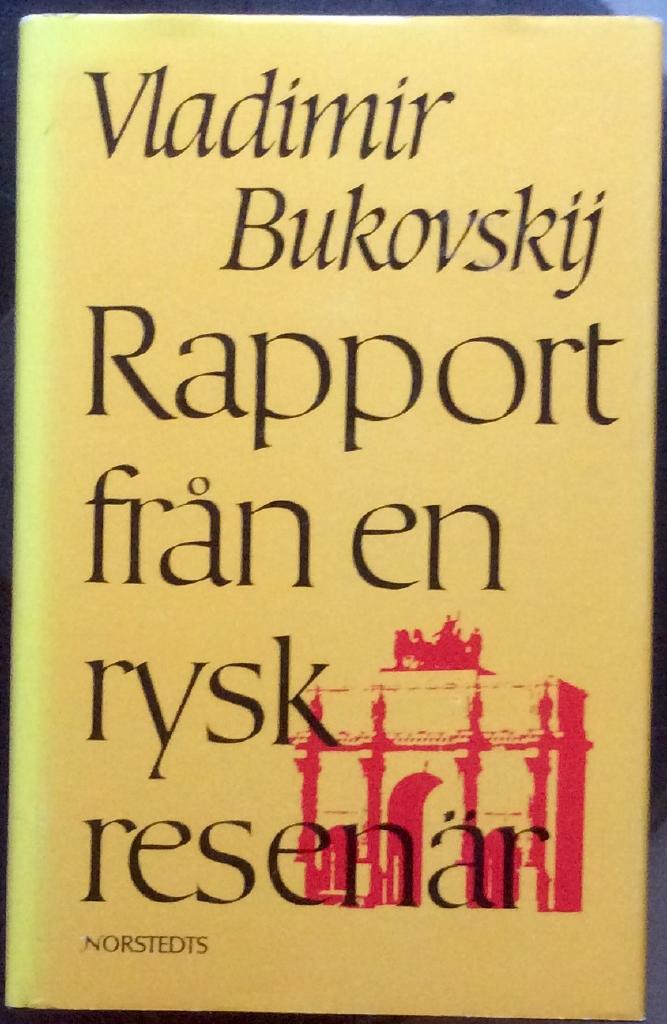 Vladimir
Bukovskij
Rapport
från en
rysk
resenär
NORSTEDTS